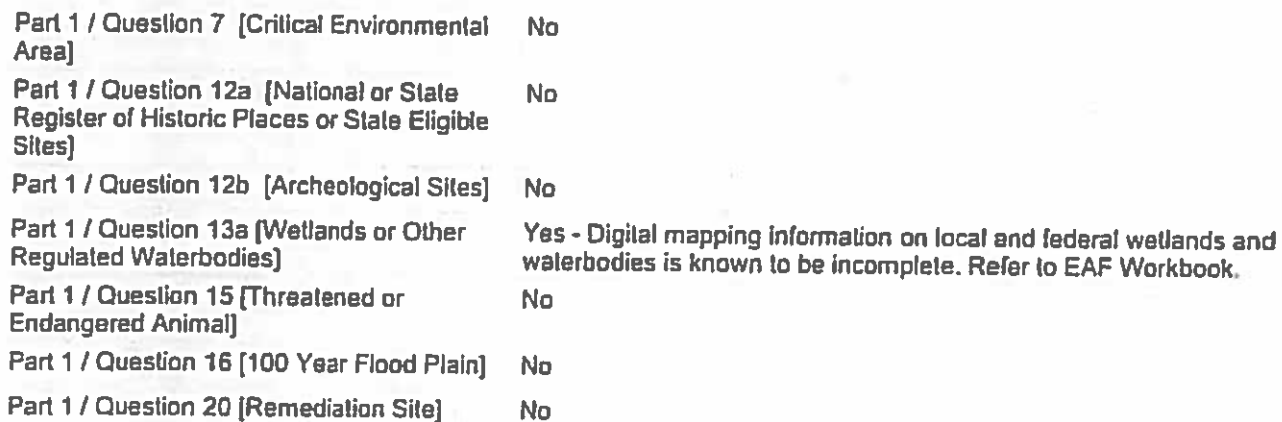 Part 1 / Question 7 [Critical Environmental No
Area]
Part 1 / Question 12a [National or State No
Register of Historic Places or State Eligible
Sites]
Part 1 / Question 12b [Archeological Sites] No
Part 1 / Question 13a [Wetlands or Other Yes - Digital mapping information on local and federal wetlands and
Regulated Waterbodies] waterbodies is known to be incomplete. Refer to EAF Workbook.
Part 1 / Question 15 [Threatened or No
Endangered Animal]
Part 1 / Question 16 [100 Year Flood Plain] No
Part 1 / Question 20 [Remediation Site] No